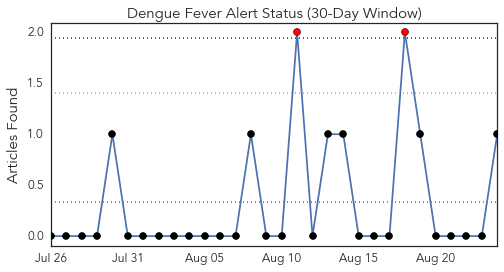 Dengue Fever Alert Status (30-Day Window)
2.0
1.5
1.0
0.5
0.0
Articles Found
Jul 26 Jul 31 Aug 05 Aug 10 Aug 15 Aug 20